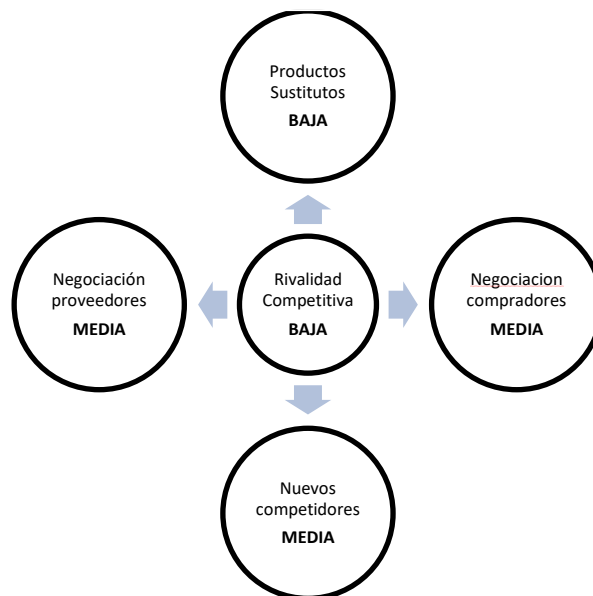 Productos
Sustitutos
BAJA
Negociación
proveedores
MEDIA
Rivalidad
Competitiva
BAJA
Negociacion
compradores
MEDIA
Nuevos
competidores
MEDIA